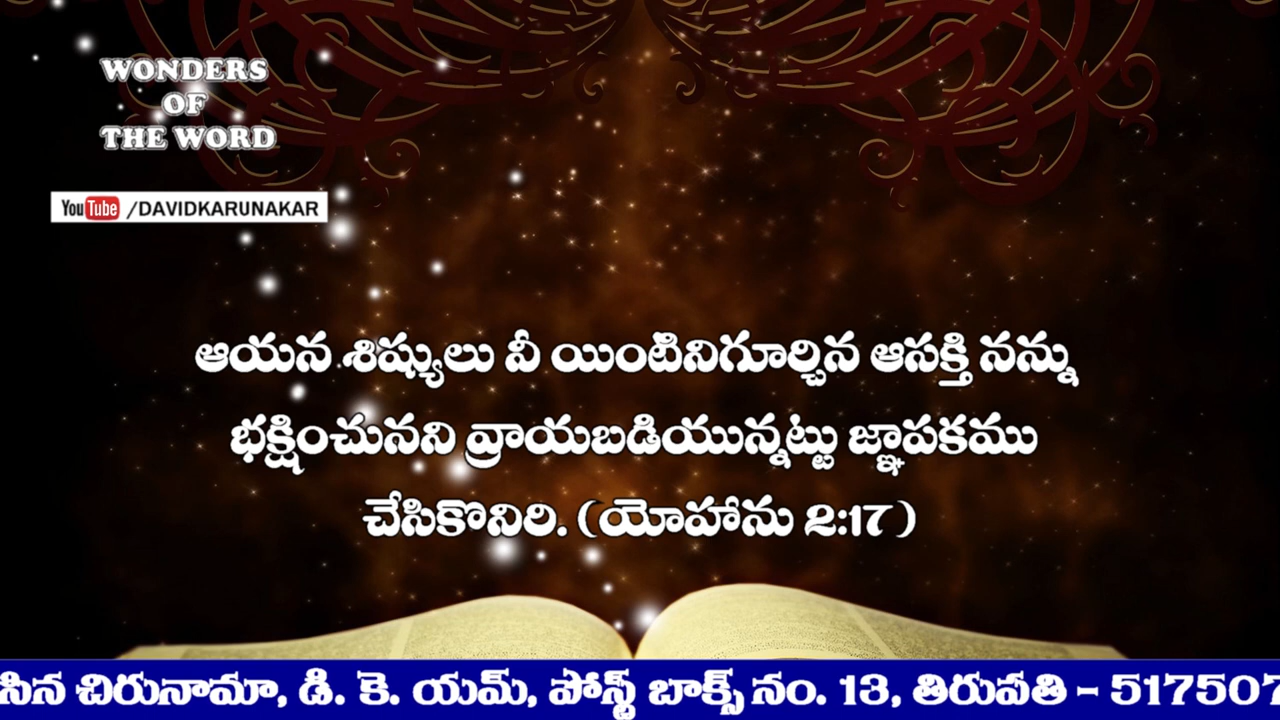 WONDERS
OF
THE WORD
YouTube /DAVIDKARUNAKAR
ఆయన శిష్యులు నీ యింటినిగూర్చిన ఆసక్తి నన్ను
భక్షించునని వ్రాయబడియున్నట్టు జ్ఞాపకము
చేసికొనిరి. (యోహాను 2:17)
సిన చిరునామా, డి. కె. యమ్, పోస్ట్ బాక్స్ నం. 13, తిరుపతి - 517507